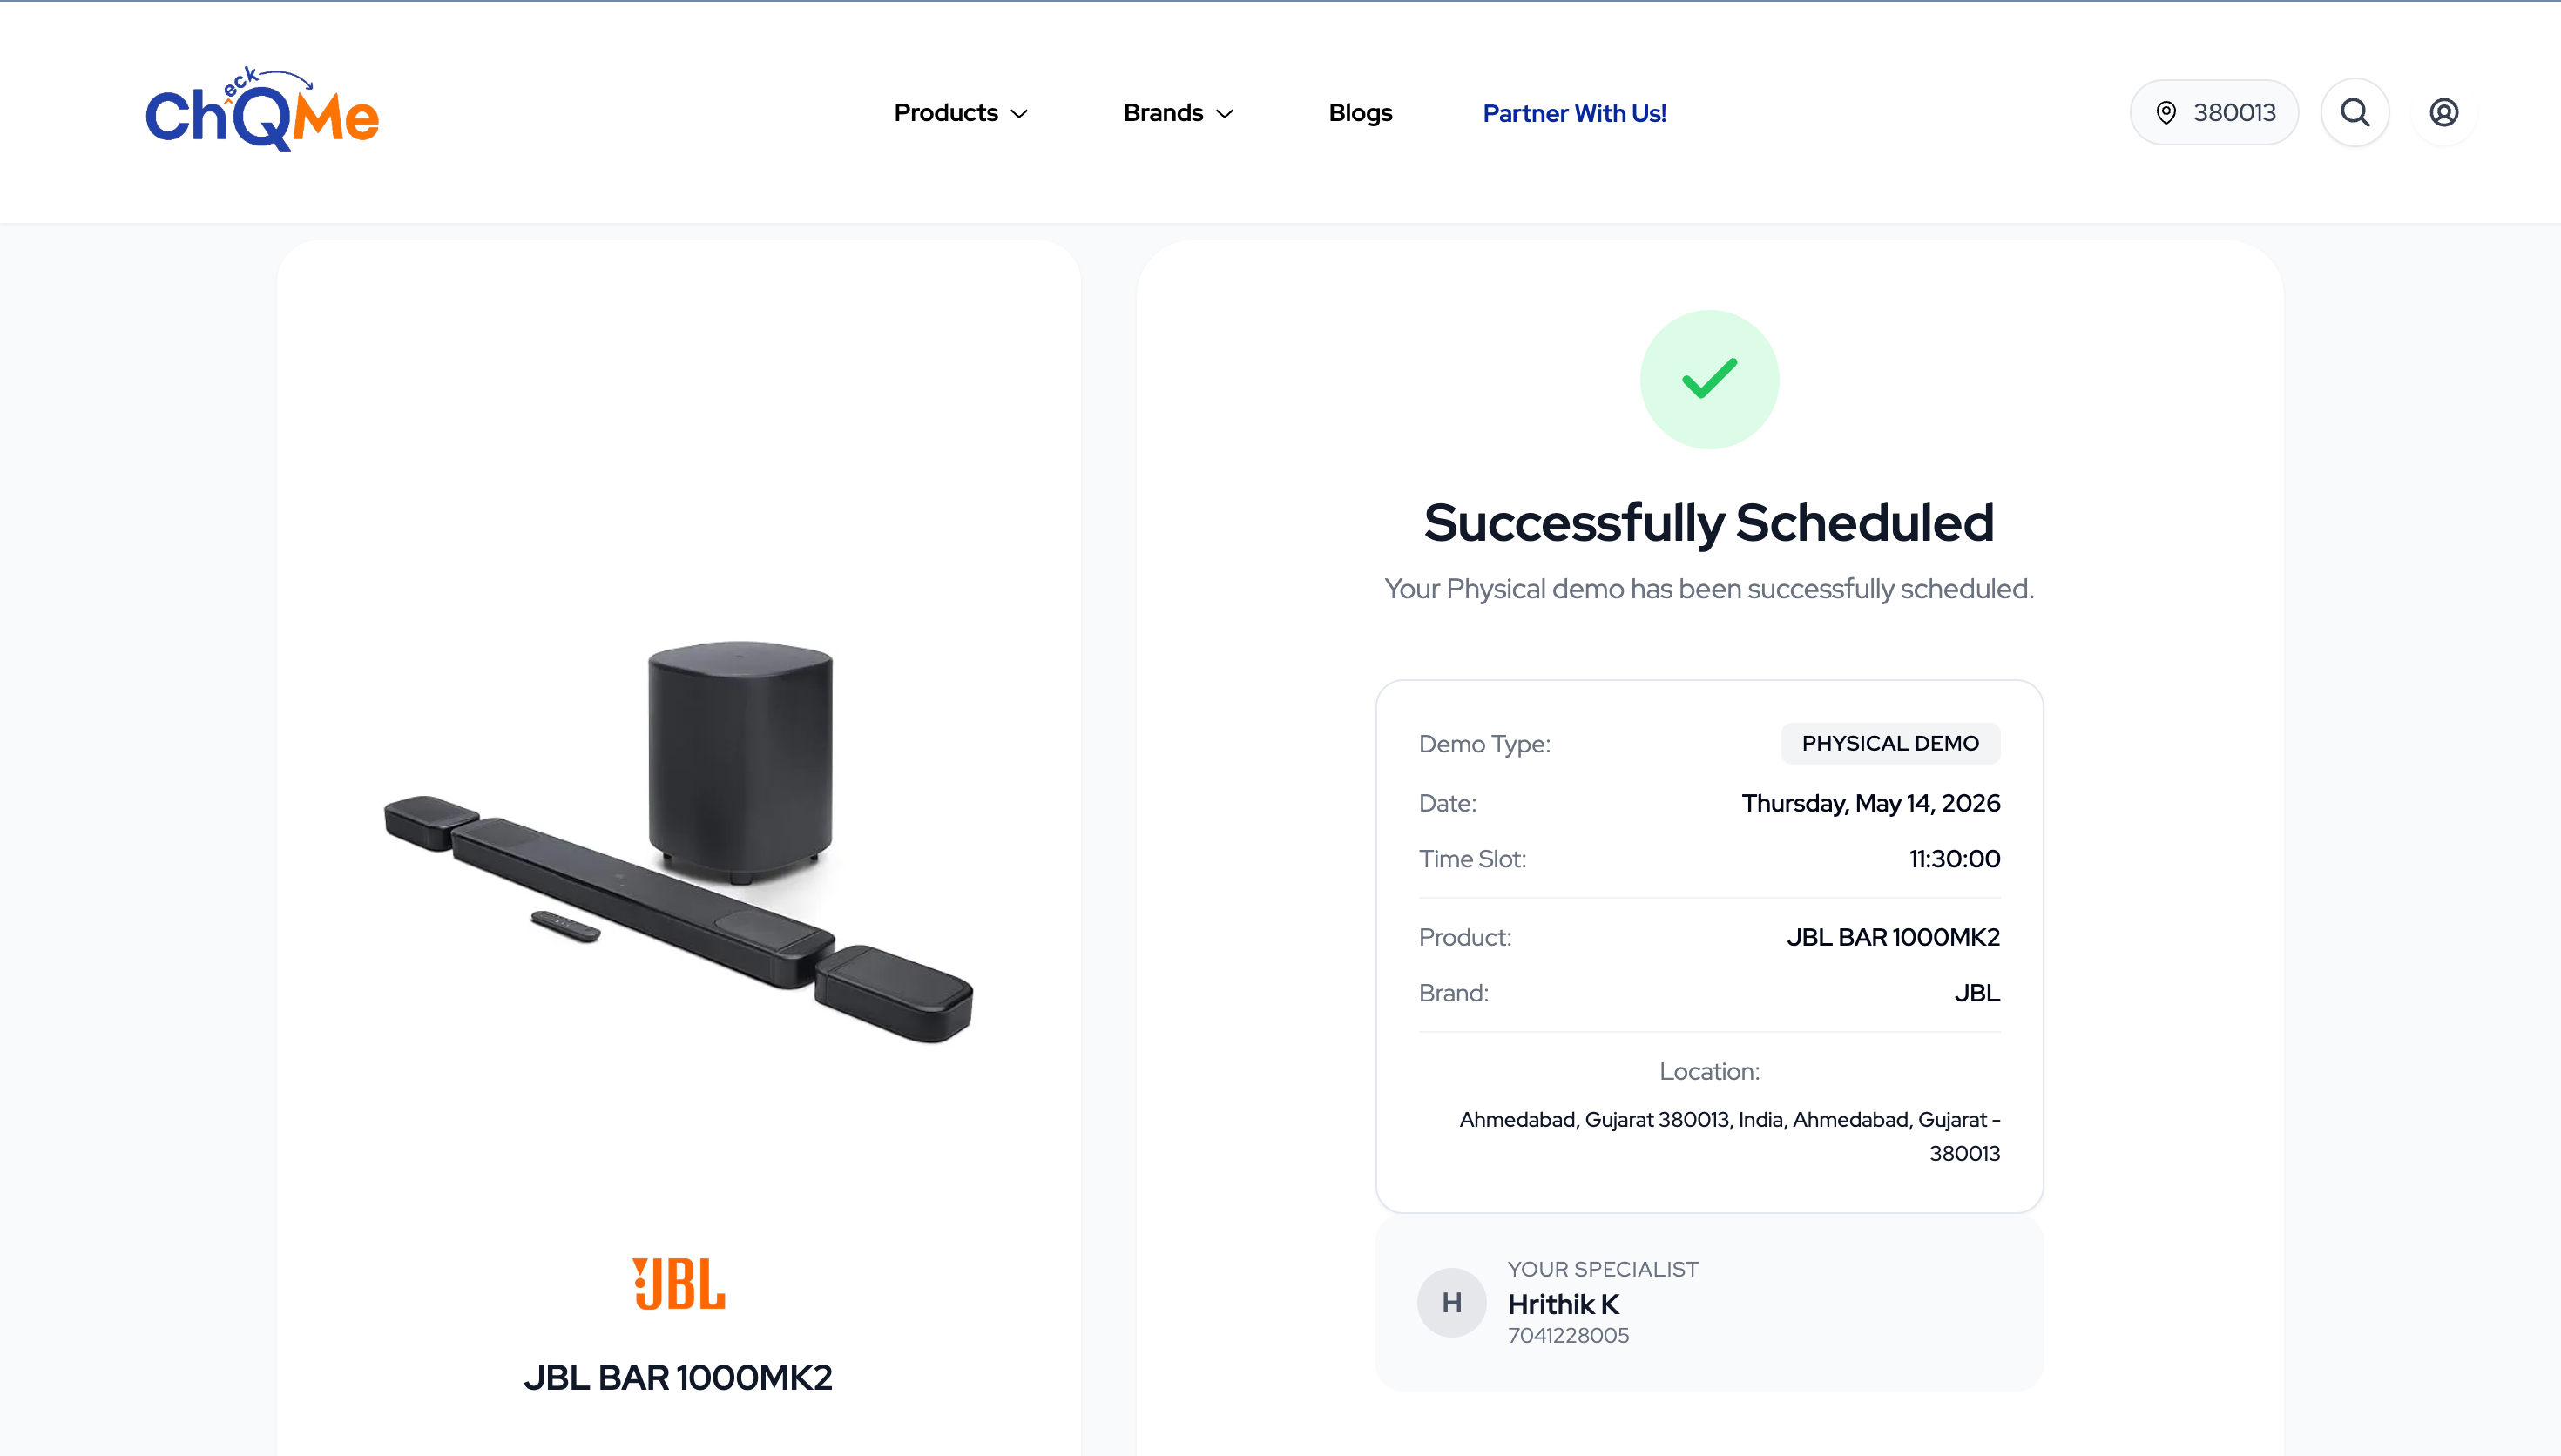 CheckQMe
Products
Brands
Blogs
Partner With Us!
380013
Successfully Scheduled
Your Physical demo has been successfully scheduled.
Demo Type:
PHYSICAL DEMO
Date:
Thursday, May 14, 2026
Time Slot:
11:30:00
Product:
JBL BAR 1000MK2
Brand:
JBL
Location:
Ahmedabad, Gujarat 380013, India, Ahmedabad, Gujarat -
380013
H
YOUR SPECIALIST
Hrithik K
7041228005
JBL
JBL BAR 1000MK2